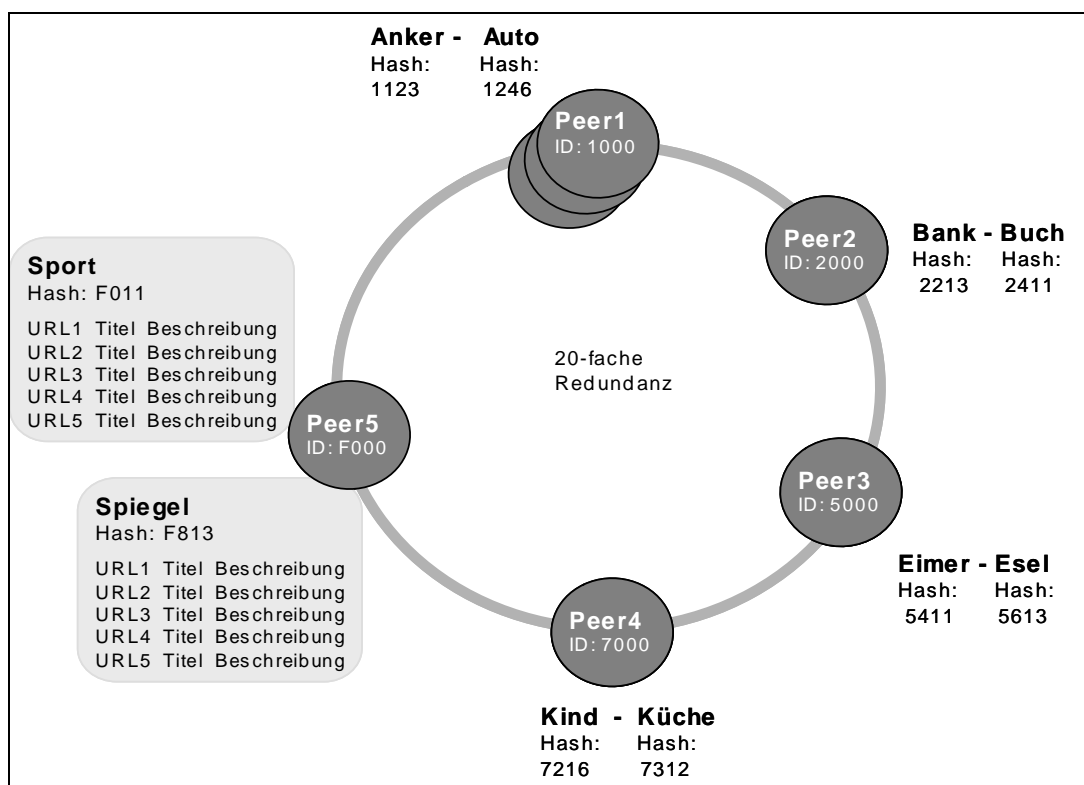 Anker - Auto
Hash: Hash:
1123 1246
Peer1
ID: 1000
Peer2
ID: 2000
Bank - Buch
Hash: Hash:
2213 2411
Sport
Hash: F011
URL1 Titel Beschreibung
URL2 Titel Beschreibung
URL3 Titel Beschreibung
URL4 Titel Beschreibung
URL5 Titel Beschreibung
20-fache
Redundanz
Peer5
ID: F000
Peer3
ID: 5000
Spiegel
Hash: F813
URL1 Titel Beschreibung
URL2 Titel Beschreibung
URL3 Titel Beschreibung
URL4 Titel Beschreibung
URL5 Titel Beschreibung
Eimer - Esel
Hash: Hash:
5411 5613
Peer4
ID: 7000
Kind - Küche
Hash: Hash:
7216 7312